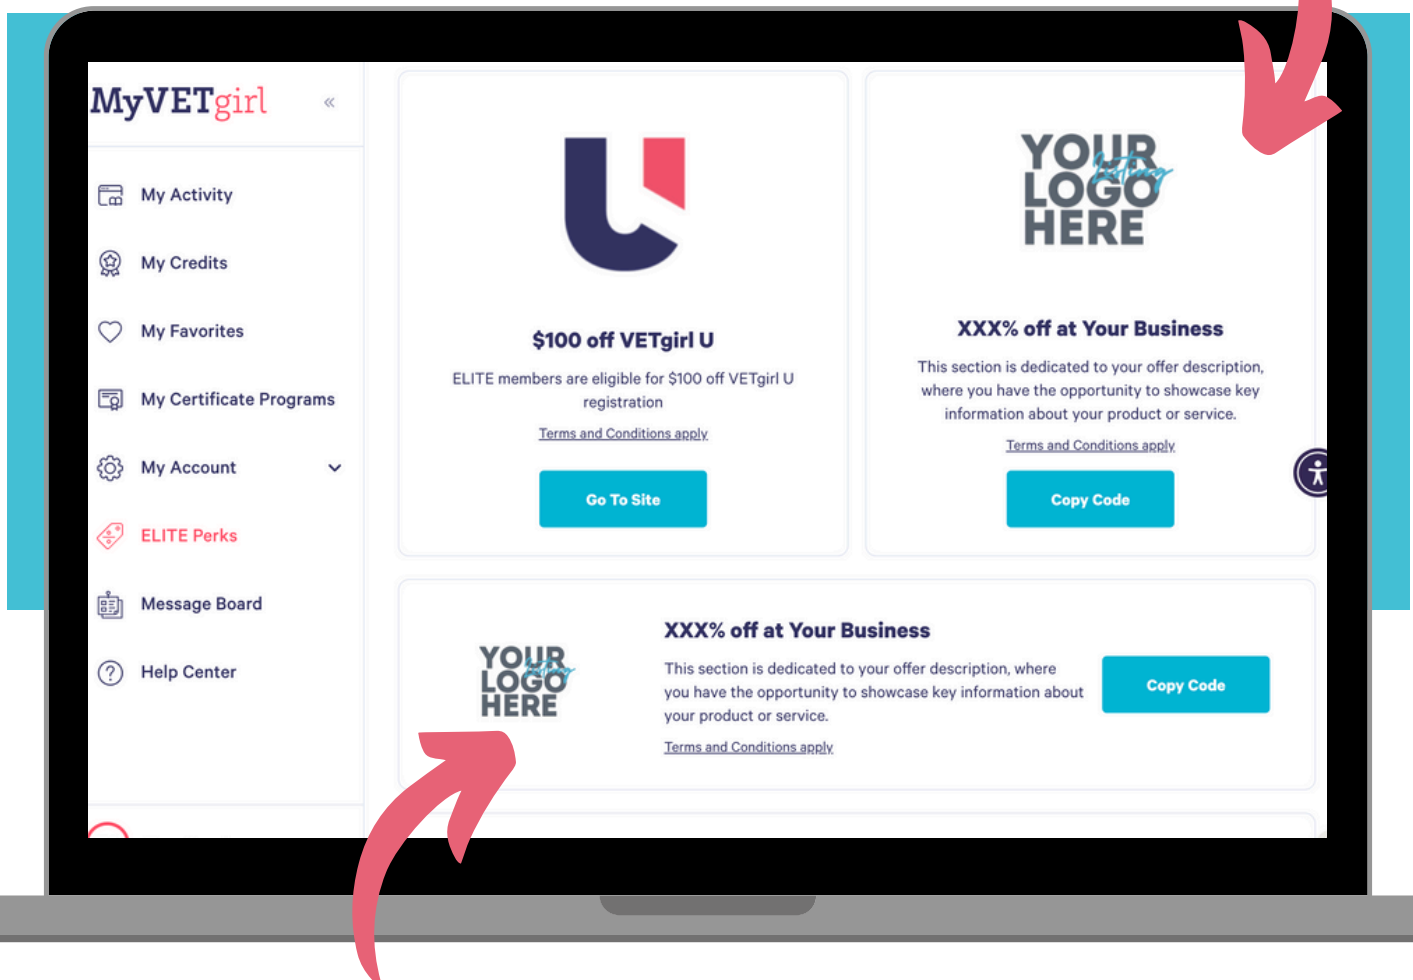 MyVETgirl
«
My Activity
My Credits
My Favorites
My Certificate Programs
My Account
ELITE Perks
Message Board
Help Center
$100 off VETgirl U
ELITE members are eligible for $100 off VETgirl U
registration
Terms and Conditions apply
Go To Site
YOUR
Listing
LOGO
HERE
XXX% off at Your Business
This section is dedicated to your offer description,
where you have the opportunity to showcase key
information about your product or service.
Terms and Conditions apply
Copy Code
YOUR
Listing
LOGO
HERE
XXX% off at Your Business
This section is dedicated to your offer description, where
you have the opportunity to showcase key information about
your product or service.
Terms and Conditions apply
Copy Code